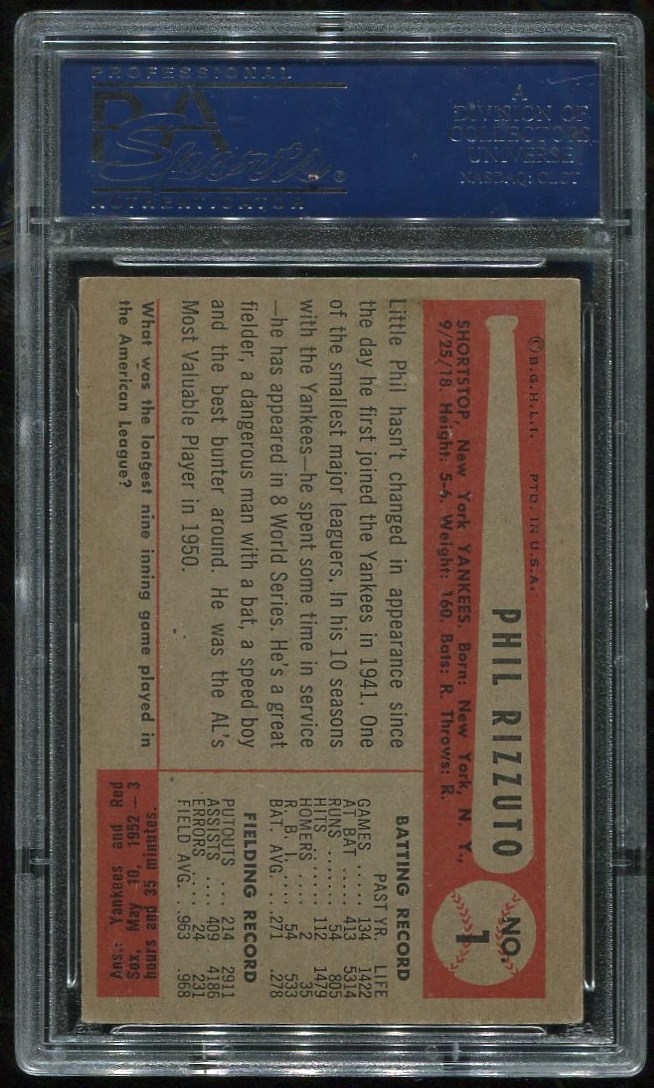 PROFESSIONAL
PSA
Sports®
AUTHENTICATOR
A
DIVISION OF
COLLECTORS
UNIVERSE
NASDAQ: CLCT
©B.G.H.L.I. PTD. IN U.S.A.
PHIL RIZZUTO
NO.
1
SHORTSTOP, New York YANKEES. Born: New York, N. Y.,
9/25/18. Height: 5-6. Weight: 160. Bats: R. Throws: R.
Little Phil hasn't changed in appearance since
the day he first joined the Yankees in 1941. One
of the smallest major leaguers. In his 10 seasons
with the Yankees—he spent some time in service
—he has appeared in 8 World Series. He's a great
fielder, a dangerous man with a bat, a speed boy
and the best bunter around. He was the AL's
Most Valuable Player in 1950.
BATTING RECORD
PAST YR. LIFE
GAMES ..... 134 1422
AT BAT .... 413 5314
RUNS ....... 54 805
HITS ...... 112 1479
HOMERS .... 2 35
R. B. I. .... 54 533
BAT. AVG. .. .271 .278
FIELDING RECORD
PUTOUTS ... 214 2911
ASSISTS .... 409 4186
ERRORS .... 24 231
FIELD AVG. .. .963 .968
What was the longest nine inning game played in
the American League?
Ans.: Yankees and Red
Sox, May 10, 1952 — 3
hours and 35 minutes.